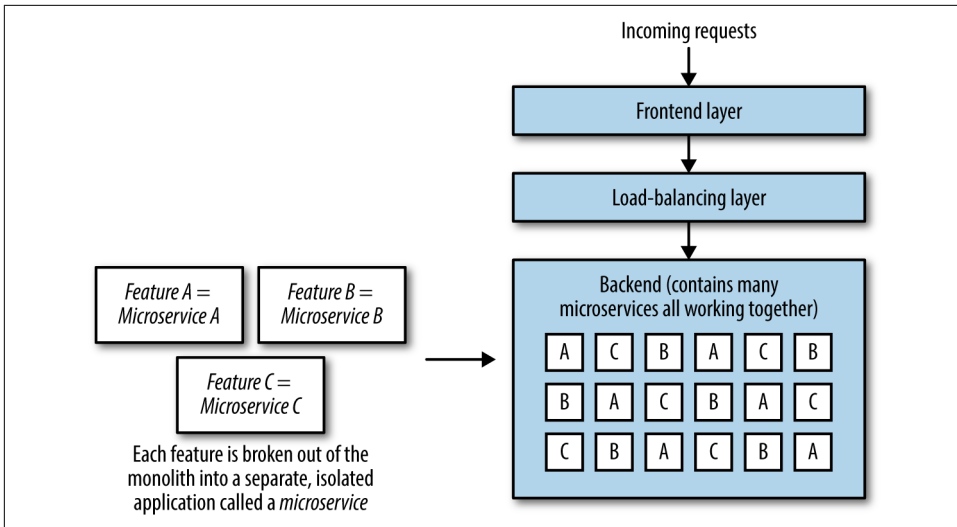 Incoming requests
Frontend layer
Load-balancing layer
Backend (contains many
microservices all working together)
A C B A C B
B A C B A C
C B A C B A
Feature A =
Microservice A
Feature B =
Microservice B
Feature C =
Microservice C
Each feature is broken out of the
monolith into a separate, isolated
application called a microservice